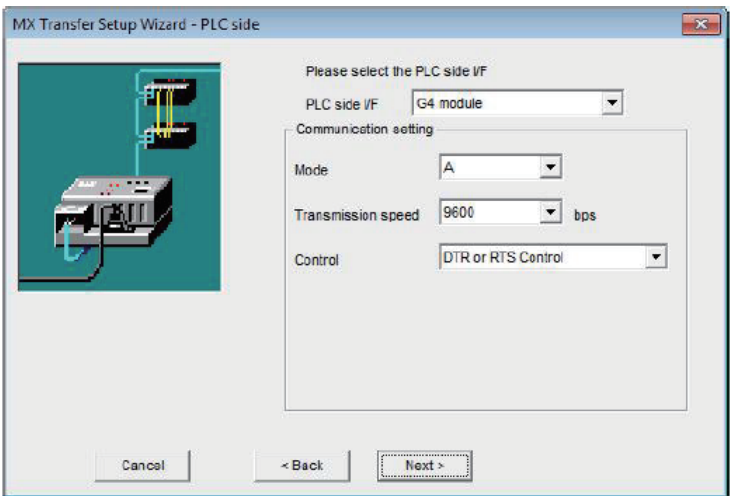 MX Transfer Setup Wizard - PLC side
Please select the PLC side I/F
PLC side I/F G4 module
Communication setting
Mode A
Transmission speed 9600 bps
Control DTR or RTS Control
Cancel < Back Next >